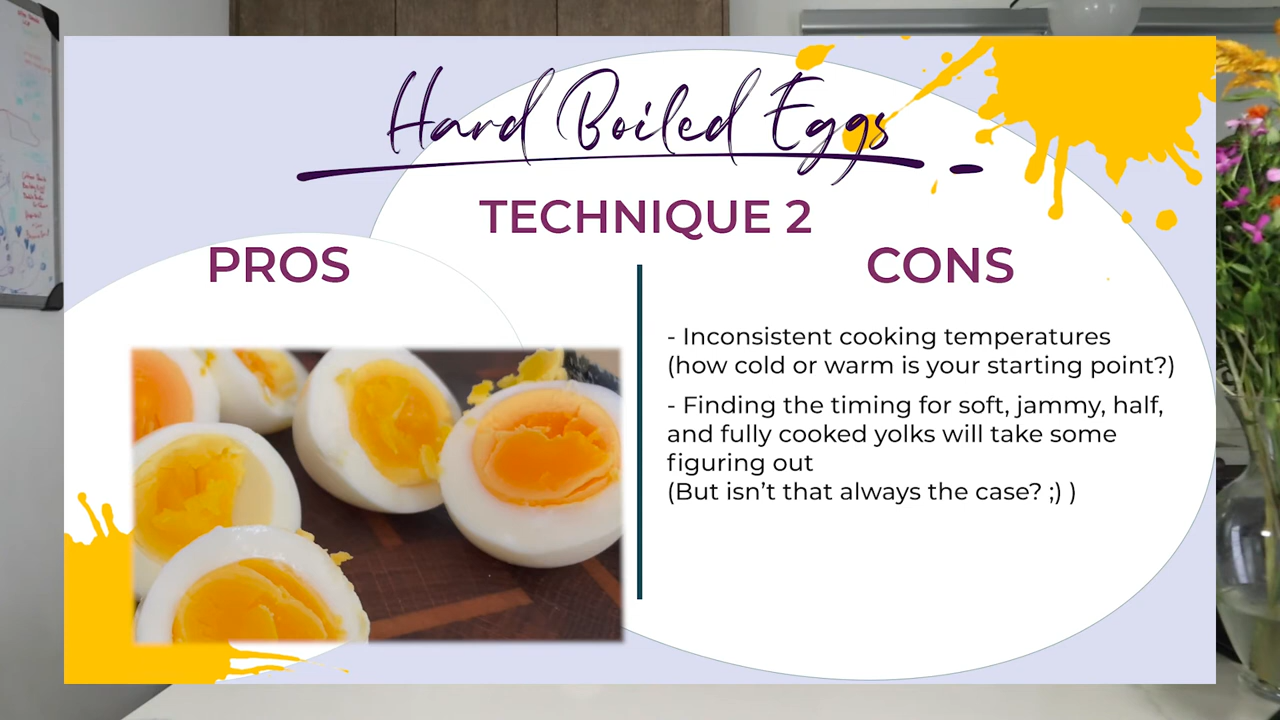 Hard Boiled Eggs
TECHNIQUE 2
PROS
CONS
- Inconsistent cooking temperatures
(how cold or warm is your starting point?)
- Finding the timing for soft, jammy, half,
and fully cooked yolks will take some
figuring out
(But isn’t that always the case? ;) )